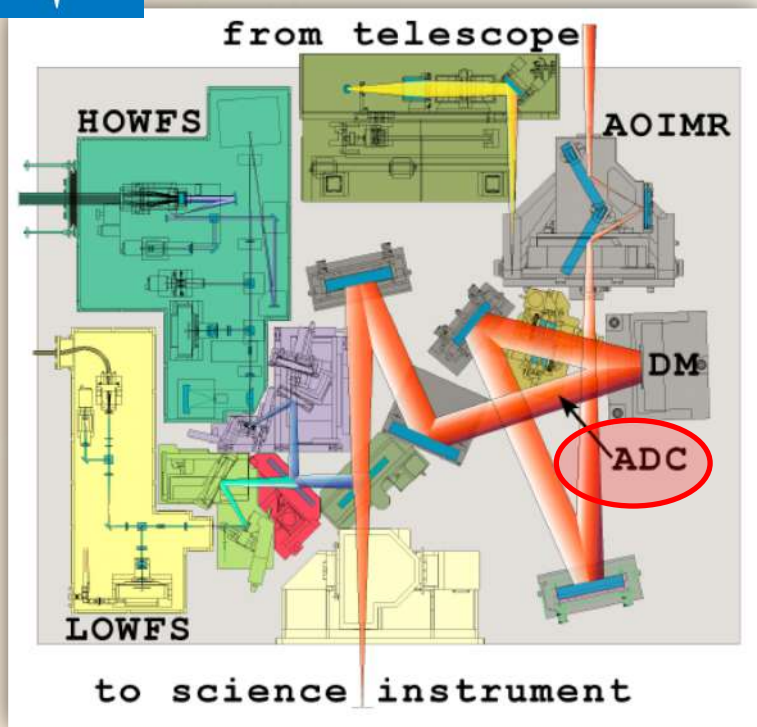 from telescope
HOWFS
AOIMR
DM
ADC
LOWFS
to science instrument